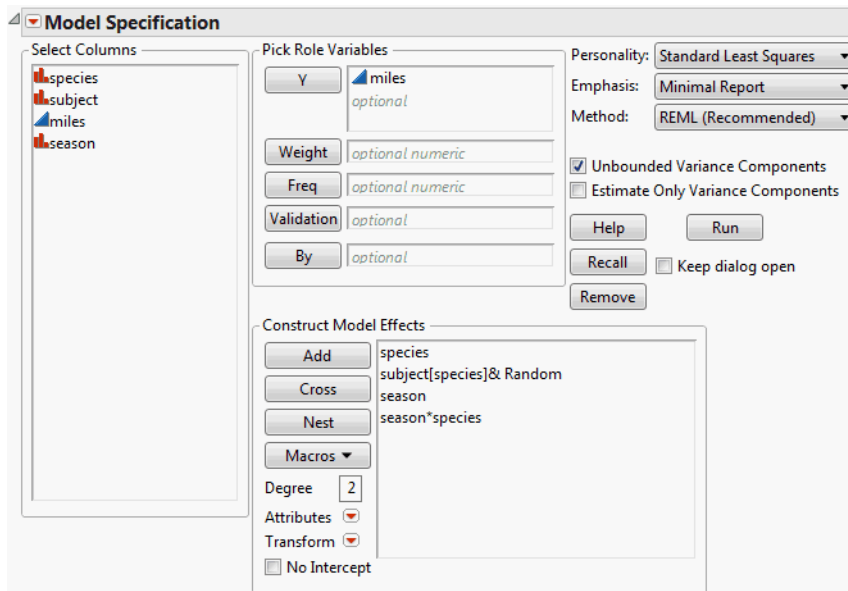 Model Specification
Select Columns
species
subject
miles
season
Pick Role Variables
Y
miles
optional
Weight
optional numeric
Freq
optional numeric
Validation
optional
By
optional
Personality:
Standard Least Squares
Emphasis:
Minimal Report
Method:
REML (Recommended)
Unbounded Variance Components
Estimate Only Variance Components
Help
Run
Recall
Keep dialog open
Remove
Construct Model Effects
Add
Cross
Nest
Macros
Degree
2
Attributes
Transform
No Intercept
species
subject[species]& Random
season
season*species